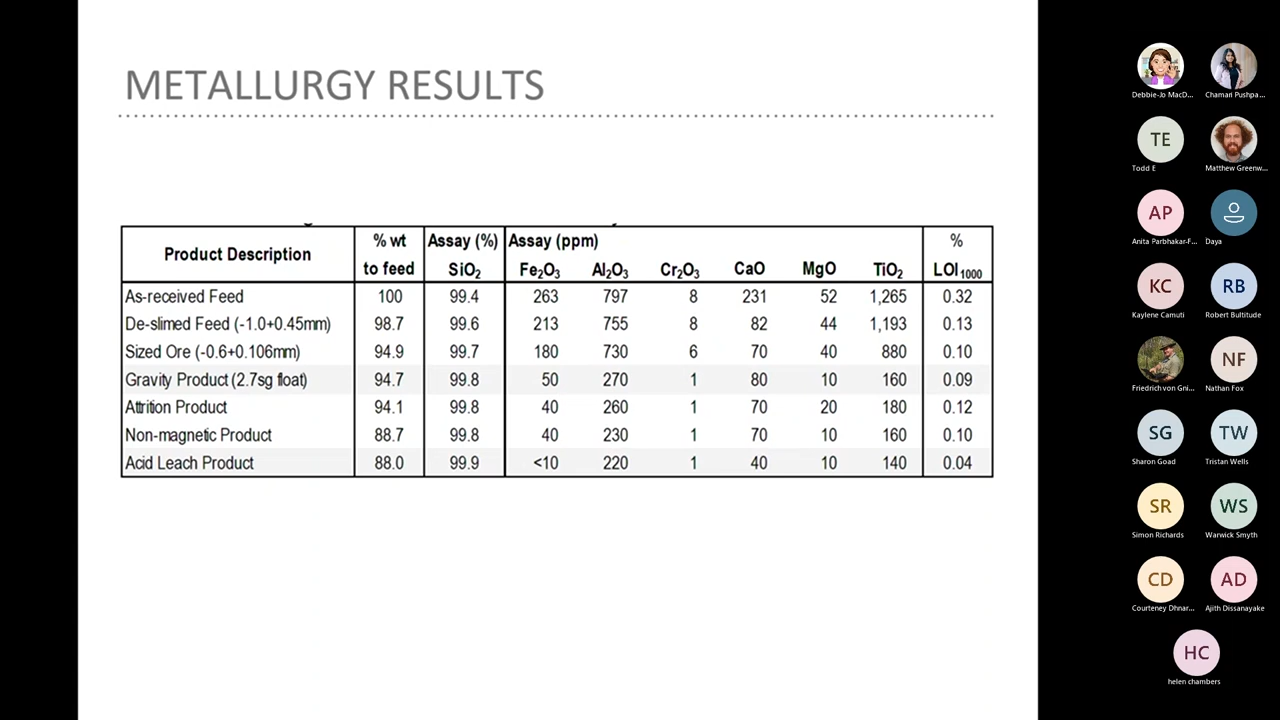 METALLURGY RESULTS
Product Description % wt to feed Assay (%) SiO₂ Assay (ppm) Fe₂O₃ Al₂O₃ Cr₂O₃ CaO MgO TiO₂ % LOI₁₀₀₀
As-received Feed 100 99.4 263 797 8 231 52 1,265 0.32
De-slimed Feed (-1.0+0.45mm) 98.7 99.6 213 755 8 82 44 1,193 0.13
Sized Ore (-0.6+0.106mm) 94.9 99.7 180 730 6 70 40 880 0.10
Gravity Product (2.7sg float) 94.7 99.8 50 270 1 80 10 160 0.09
Attrition Product 94.1 99.8 40 260 1 70 20 180 0.12
Non-magnetic Product 88.7 99.8 40 230 1 70 10 160 0.10
Acid Leach Product 88.0 99.9 <10 220 1 40 10 140 0.04
Debbie-Jo MacD... Chamari Pushpa...
TE
Todd E Matthew Greenw...
AP
Anita Parbhakar-F... Daya
KC RB
Kaylene Camuti Robert Bultitude
NF
Friedrich von Gni... Nathan Fox
SG TW
Sharon Goad Tristan Wells
SR WS
Simon Richards Warwick Smyth
CD AD
Courteney Dhnar... Ajith Dissanayake
HC
helen chambers